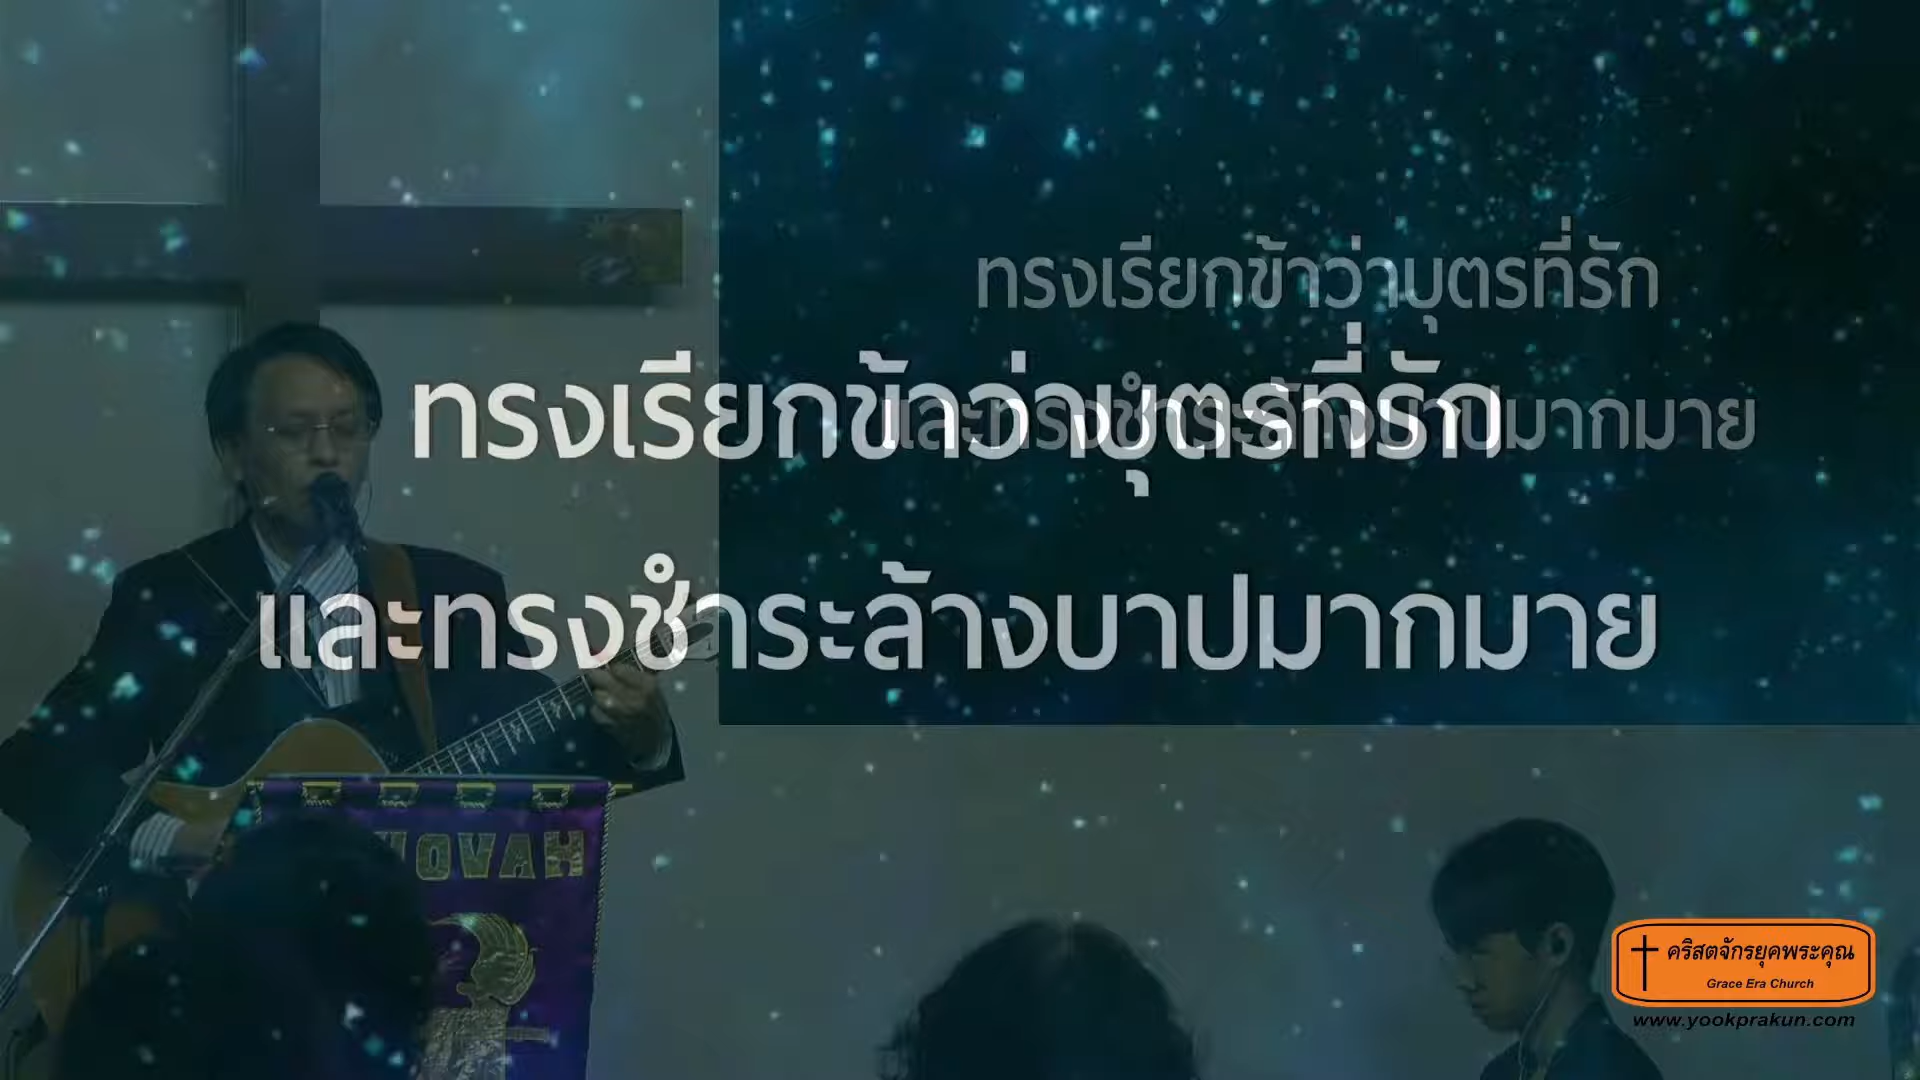 ทรงเรียกข้าว่าบุตรที่รัก
และทรงชำระล้างบาปมากมาย
ทรงเรียกข้าว่าบุตรที่รัก
และทรงชำระล้างบาปมากมาย
HAVO
คริสตจักรยุคพระคุณ
Grace Era Church
www.yookprakun.com